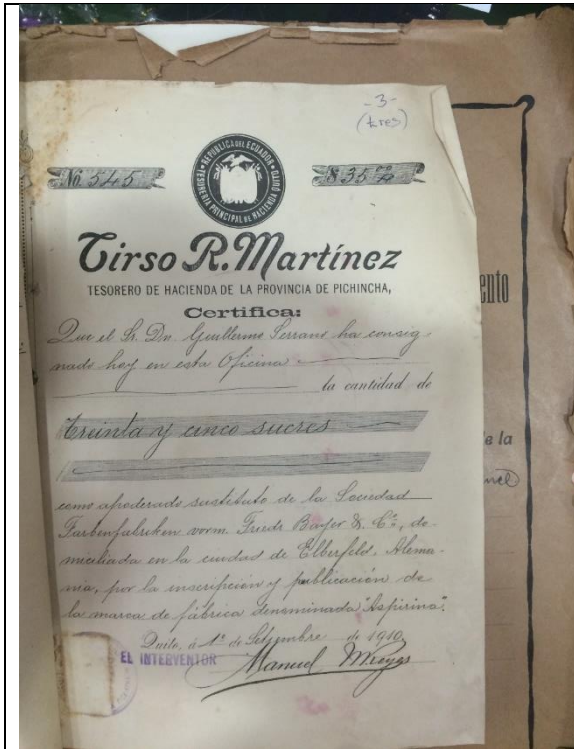 - 3 -
(tres)
REPUBLICA DEL ECUADOR
TESORERIA PRINCIPAL DE HACIENDA QUITO
No. 545
Tirso R. Martínez
TESORERO DE HACIENDA DE LA PROVINCIA DE PICHINCHA,
Certifica:
Que el Sr. Dn. Guillermo Serrano ha consig-
nado hoy en esta Oficina
la cantidad de
Treinta y cinco sucres
como apoderado sustituto de la Sociedad
Farbenfabriken vorm. Friedr Bayer & Cº., do-
miciliada en la ciudad de Elberfeld, Alema-
nia, por la inscripción y publicación de
la marca de fábrica denominada "Aspirina".
Quito, á 1º de Setiembre de 1910
EL INTERVENTOR
Manuel
ento
e la